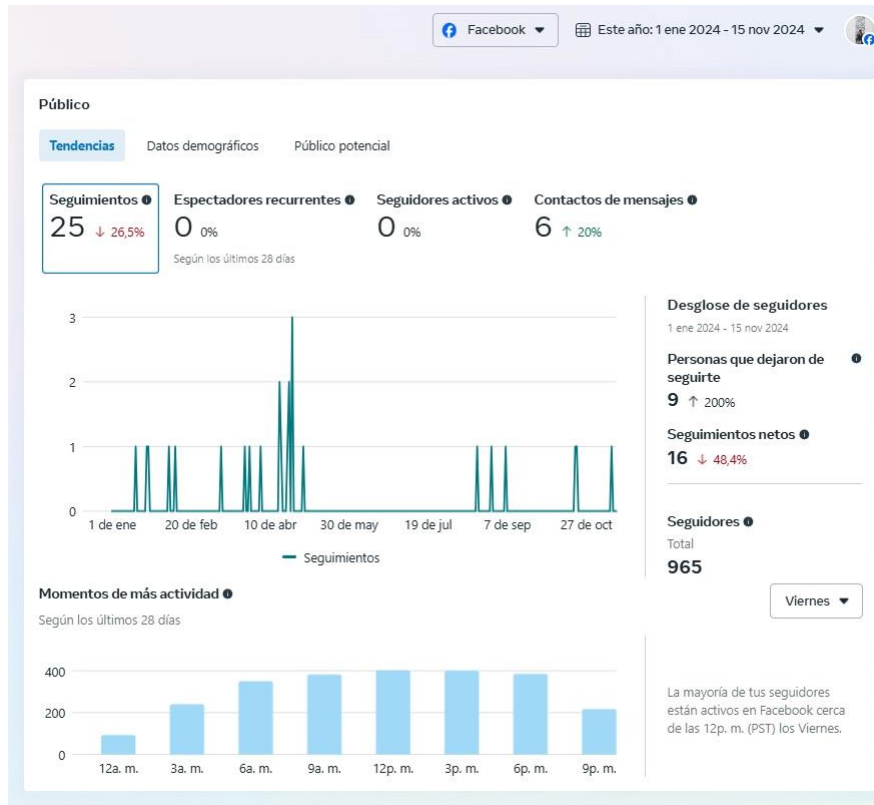 Facebook Este año: 1 ene 2024 - 15 nov 2024
Público
Tendencias Datos demográficos Público potencial
Seguimientos Espectadores recurrentes Seguidores activos Contactos de mensajes
25 ↓ 26,5% 0 0% 0 0% 6 ↑ 20%
Según los últimos 28 días
3
2
1
0
1 de ene 20 de feb 10 de abr 30 de may 19 de jul 7 de sep 27 de oct
Seguimientos
Desglose de seguidores
1 ene 2024 - 15 nov 2024
Personas que dejaron de
seguirte
9 ↑ 200%
Seguimientos netos
16 ↓ 48,4%
Seguidores
Total
965
Momentos de más actividad
Según los últimos 28 días
Viernes
400
200
0
12a. m. 3a. m. 6a. m. 9a. m. 12p. m. 3p. m. 6p. m. 9p. m.
La mayoría de tus seguidores
están activos en Facebook cerca
de las 12p. m. (PST) los Viernes.